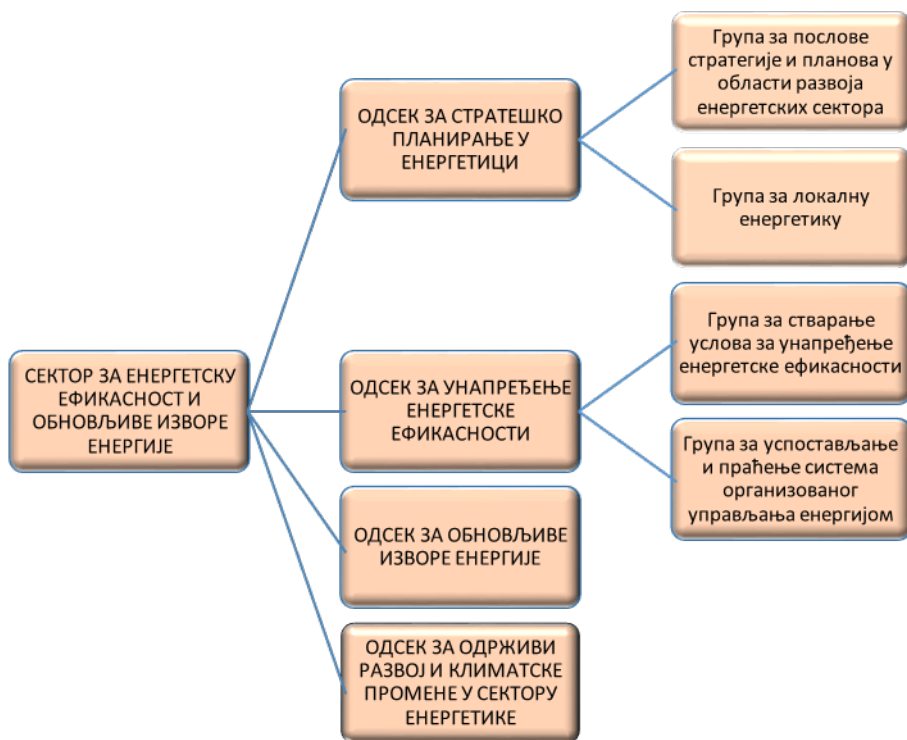 СЕКТОР ЗА ЕНЕРГЕТСКУ
ЕФИКАСНОСТ И
ОБНОВЉИВЕ ИЗВОРЕ
ЕНЕРГИЈЕ
ОДСЕК ЗА СТРАТЕШКО
ПЛАНИРАЊЕ У
ЕНЕРГЕТИЦИ
Група за послове
стратегије и планова у
области развоја
енергетских сектора
Група за локалну
енергетику
ОДСЕК ЗА УНАПРЕЂЕЊЕ
ЕНЕРГЕТСКЕ
ЕФИКАСНОСТИ
Група за стварање
услова за унапређење
енергетске ефикасности
Група за успостављање
и праћење система
организованог
управљања енергијом
ОДСЕК ЗА ОБНОВЉИВЕ
ИЗВОРЕ ЕНЕРГИЈЕ
ОДСЕК ЗА ОДРЖИВИ
РАЗВОЈ И КЛИМАТСКЕ
ПРОМЕНЕ У СЕКТОРУ
ЕНЕРГЕТИКЕ